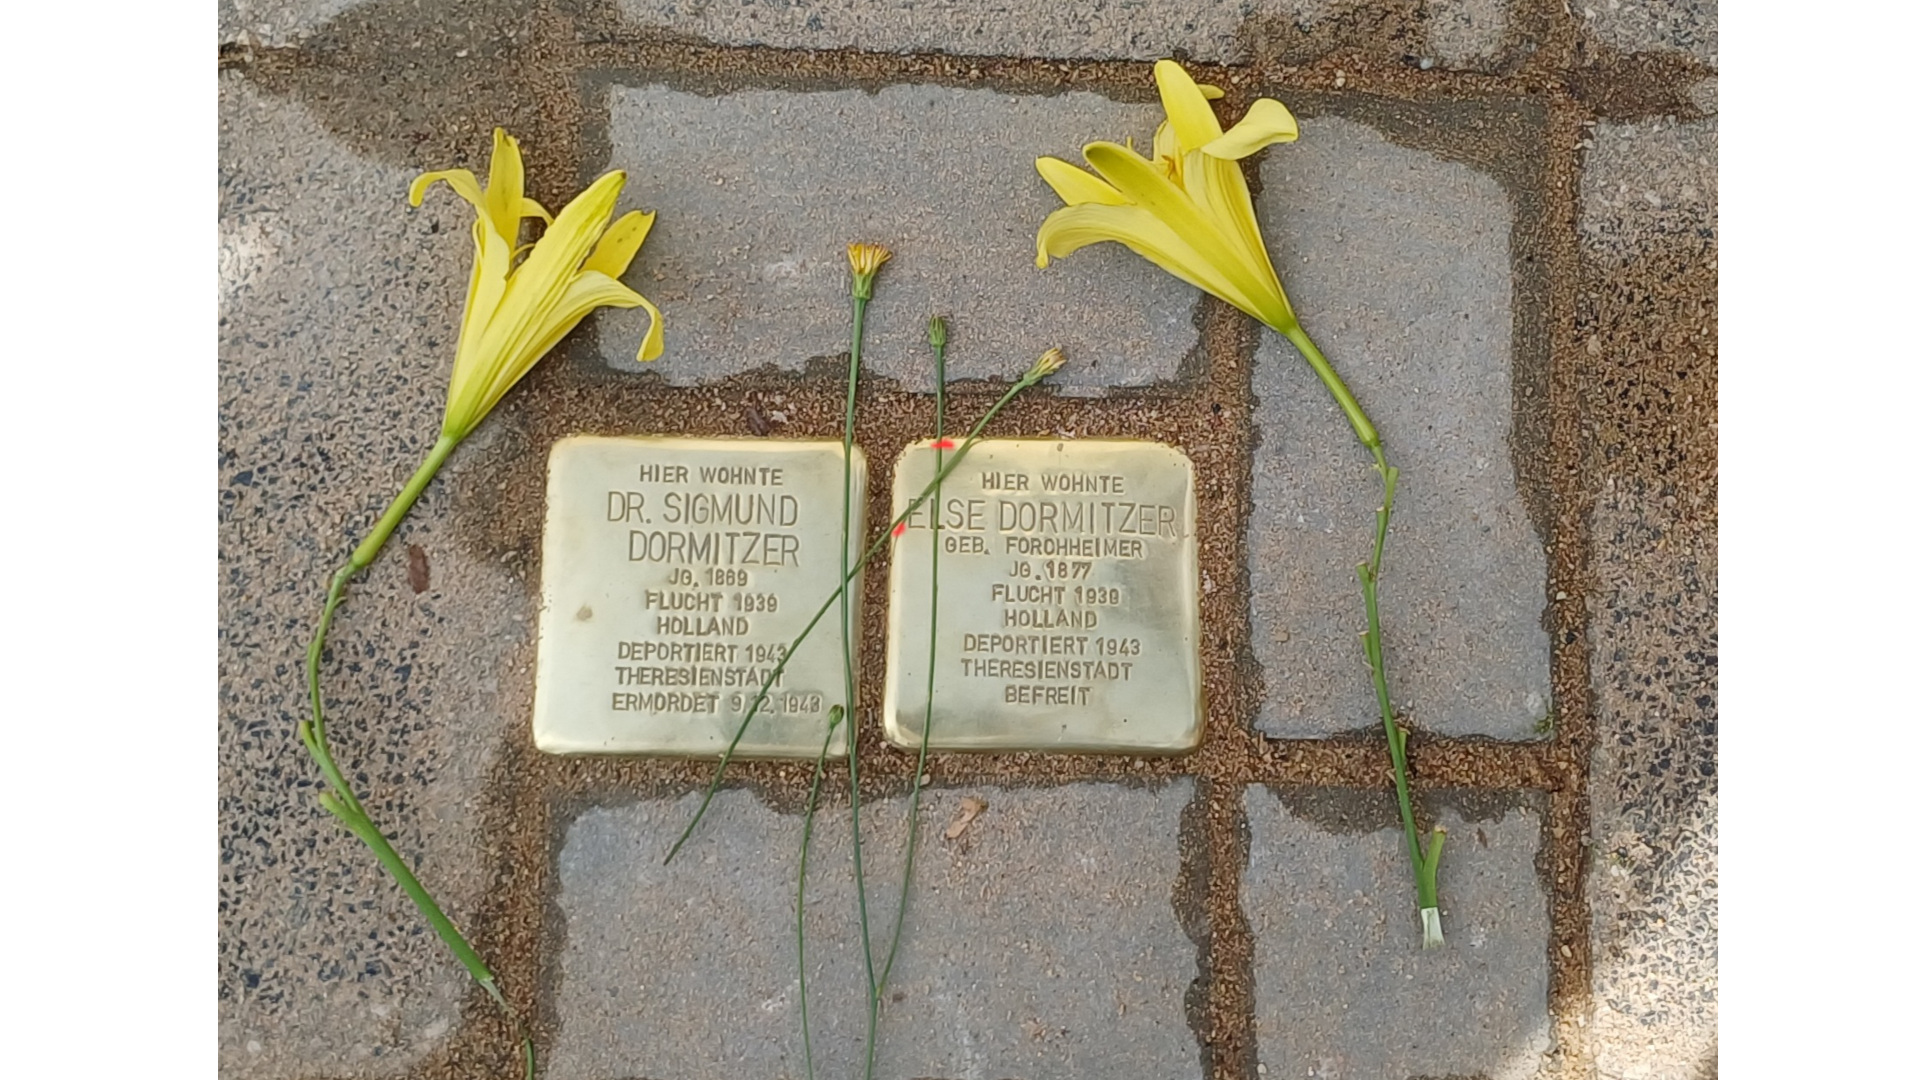 HIER WOHNTE
DR. SIGMUND
DORMITZER
JG. 1869
FLUCHT 1939
HOLLAND
DEPORTIERT 1943
THERESIENSTADT
ERMORDET 9.12.1943
HIER WOHNTE
ELSE DORMITZER
GEB. FORCHHEIMER
JG. 1877
FLUCHT 1939
HOLLAND
DEPORTIERT 1943
THERESIENSTADT
BEFREIT